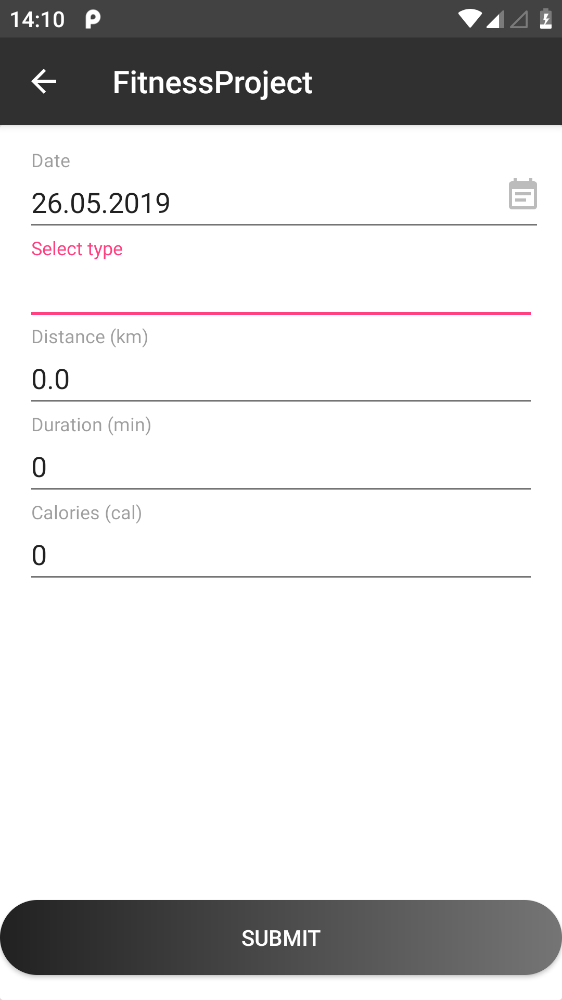 14:10
FitnessProject
Date
26.05.2019
Select type
Distance (km)
0.0
Duration (min)
0
Calories (cal)
0
SUBMIT